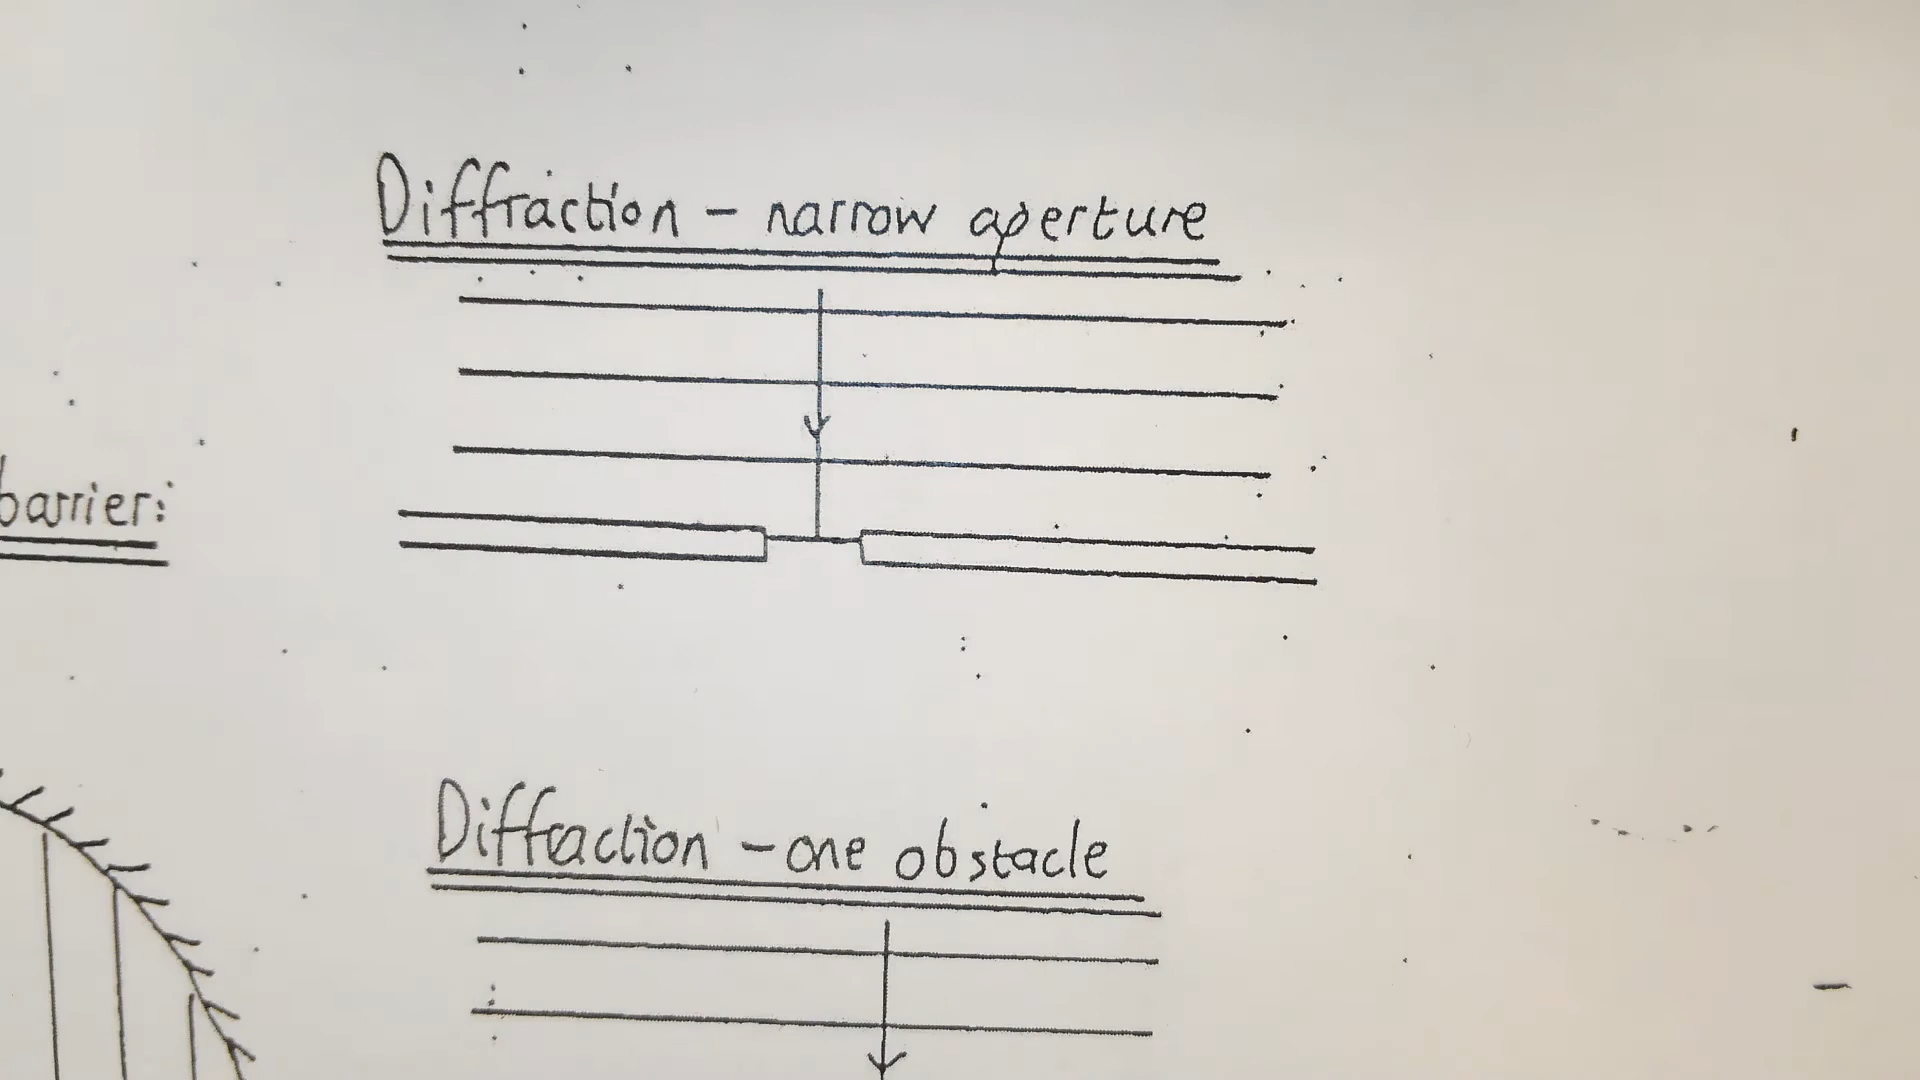 Diffraction - narrow aperture
barrier:
Diffraction - one obstacle